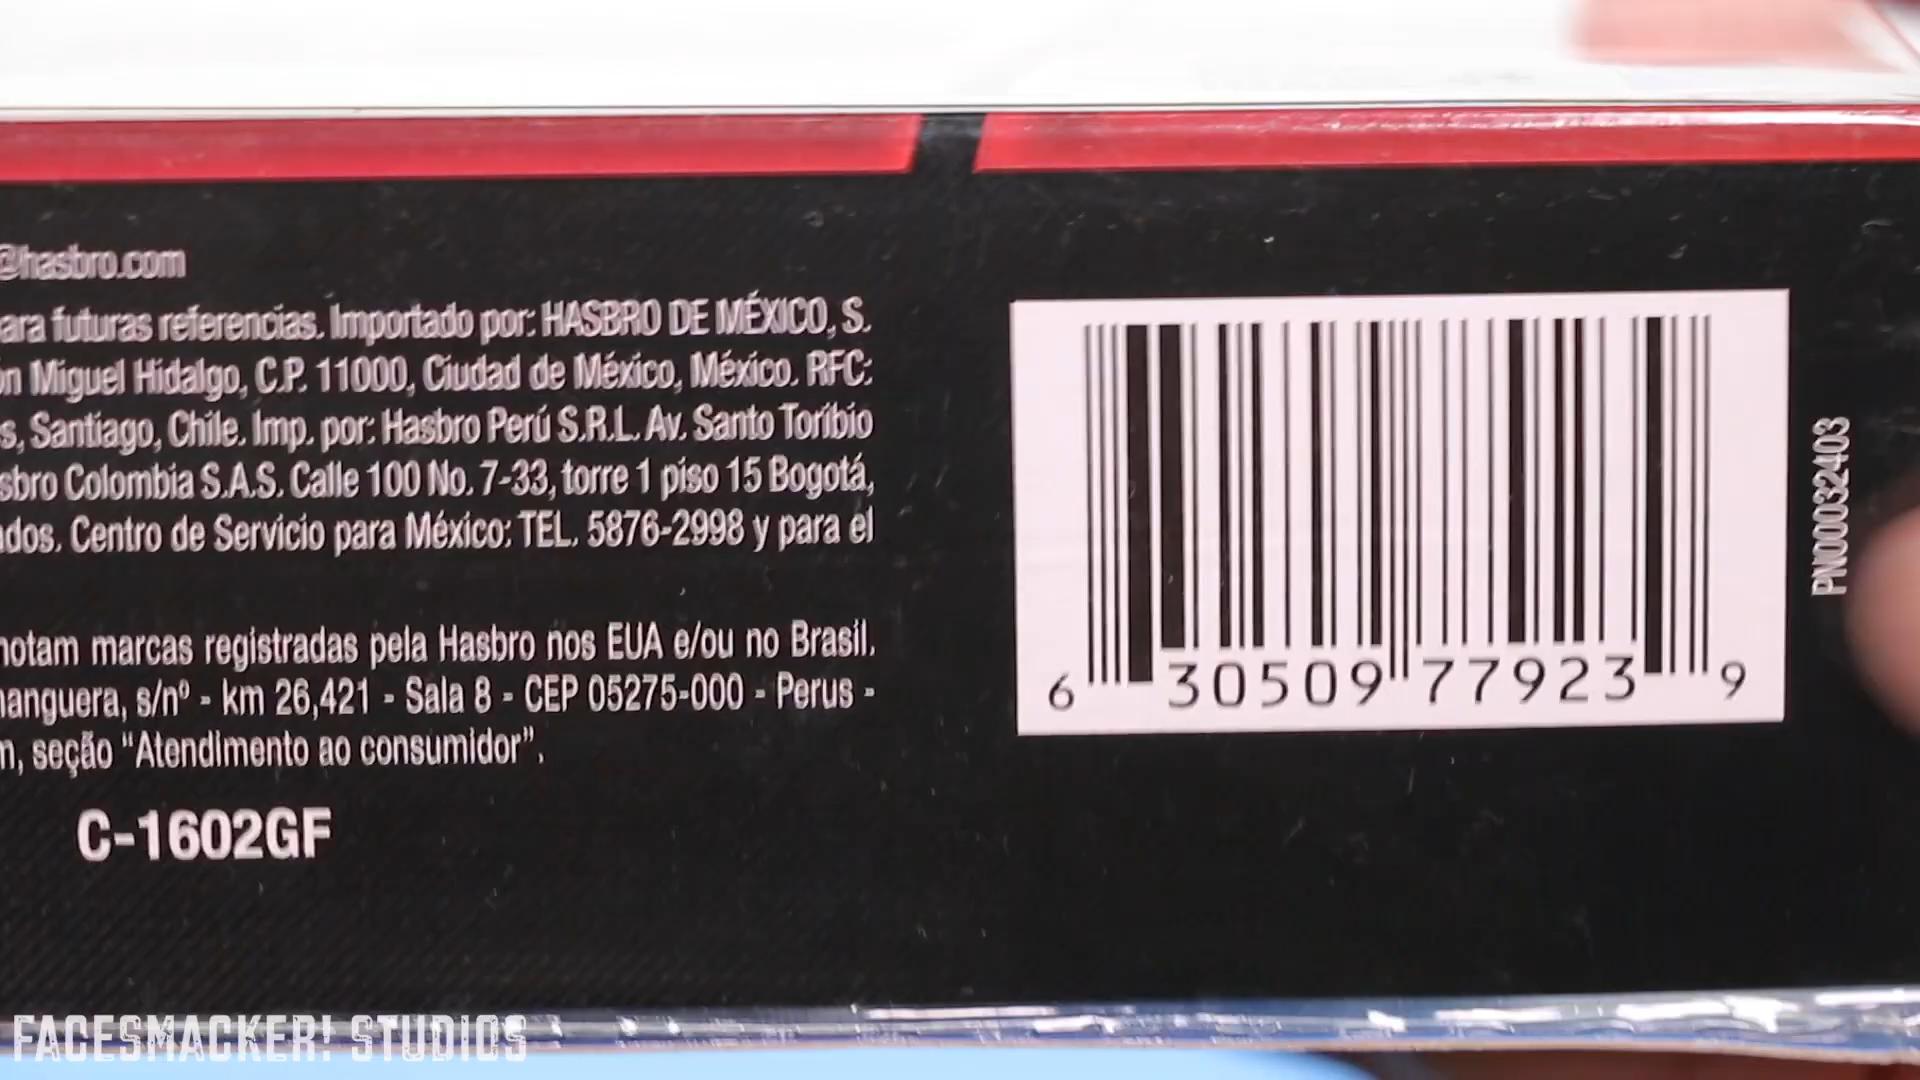 @hasbro.com
para futuras referencias. Importado por: HASBRO DE MÉXICO, S.
ón Miguel Hidalgo, C.P. 11000, Ciudad de México, México. RFC:
s, Santiago, Chile. Imp. por: Hasbro Perú S.R.L. Av. Santo Toribio
sbro Colombia S.A.S. Calle 100 No. 7-33, torre 1 piso 15 Bogotá,
ados. Centro de Servicio para México: TEL. 5876-2998 y para el
notam marcas registradas pela Hasbro nos EUA e/ou no Brasil.
manguera, s/nº - km 26,421 - Sala 8 - CEP 05275-000 - Perus -
m, seção “Atendimento ao consumidor”.
C-1602GF
6 30509 77923 9
PN00032403
FACESMACKER! STUDIOS